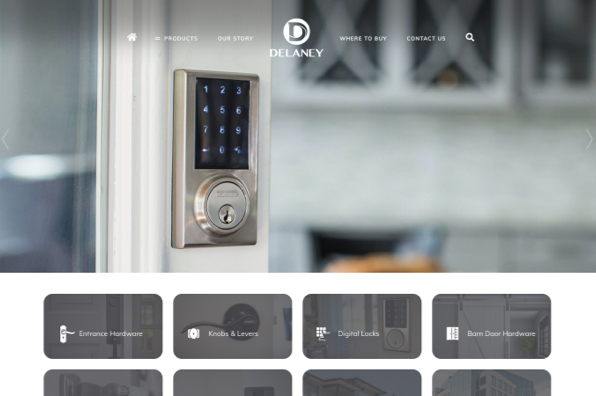 PRODUCTS OUR STORY DELANEY WHERE TO BUY CONTACT US
1 2 3
4 5 6
7 8 9
0
Entrance Hardware Knobs & Levers Digital Locks Barn Door Hardware